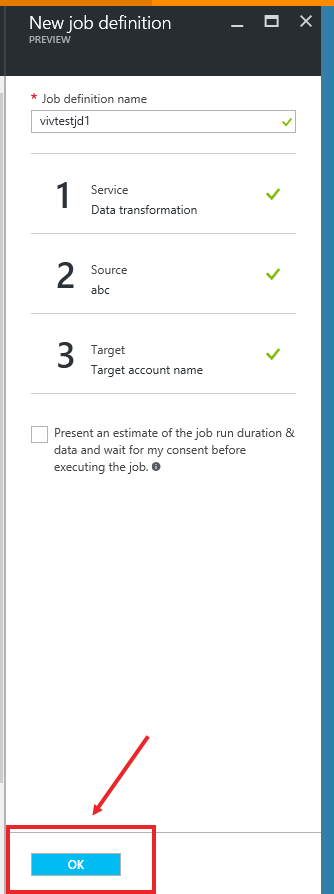 New job definition
PREVIEW
* Job definition name
vivtestjd1
1
Service
Data transformation
2
Source
abc
3
Target
Target account name
Present an estimate of the job run duration &
data and wait for my consent before
executing the job.
OK